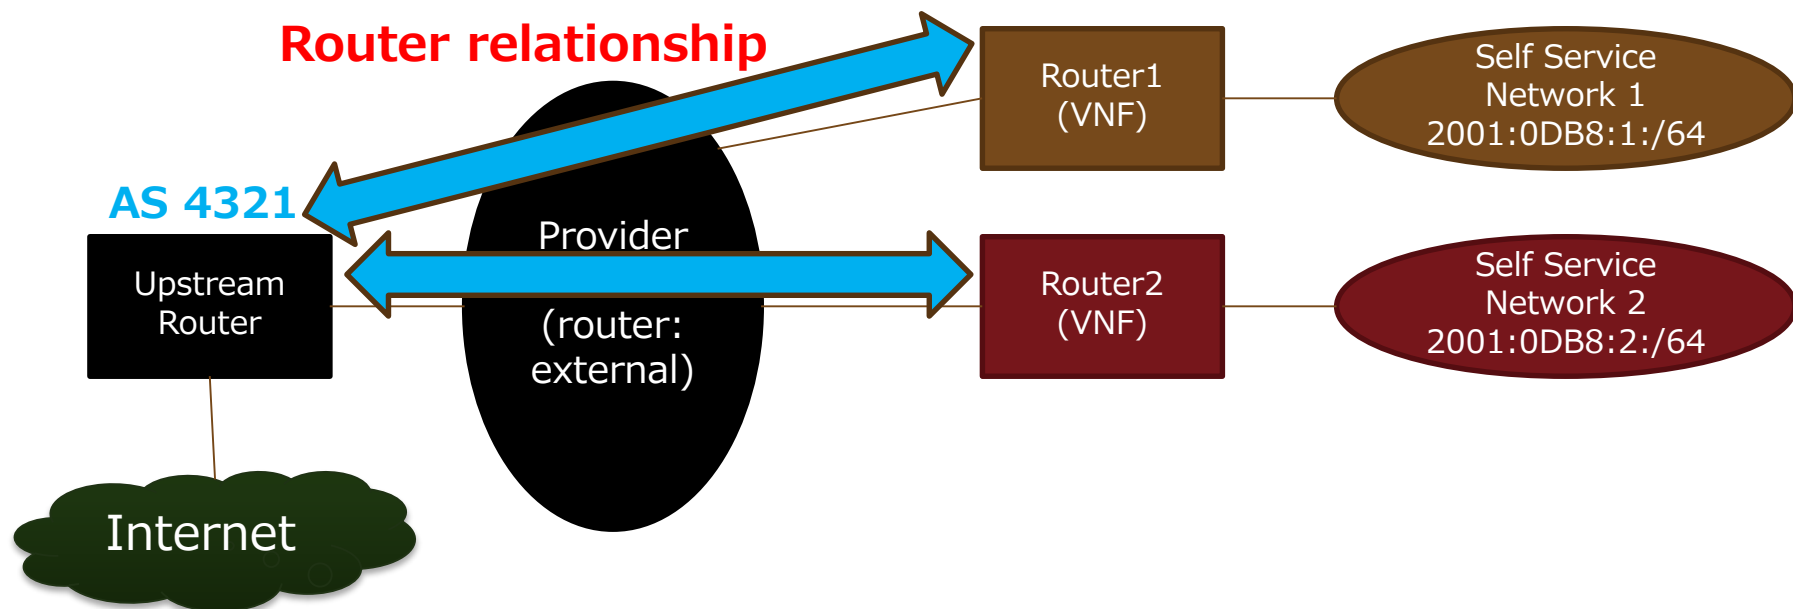 Router relationship
AS 4321
Upstream
Router
Internet
Provider
(router:
external)
Router1
(VNF)
Self Service
Network 1
2001:0DB8:1:/64
Router2
(VNF)
Self Service
Network 2
2001:0DB8:2:/64